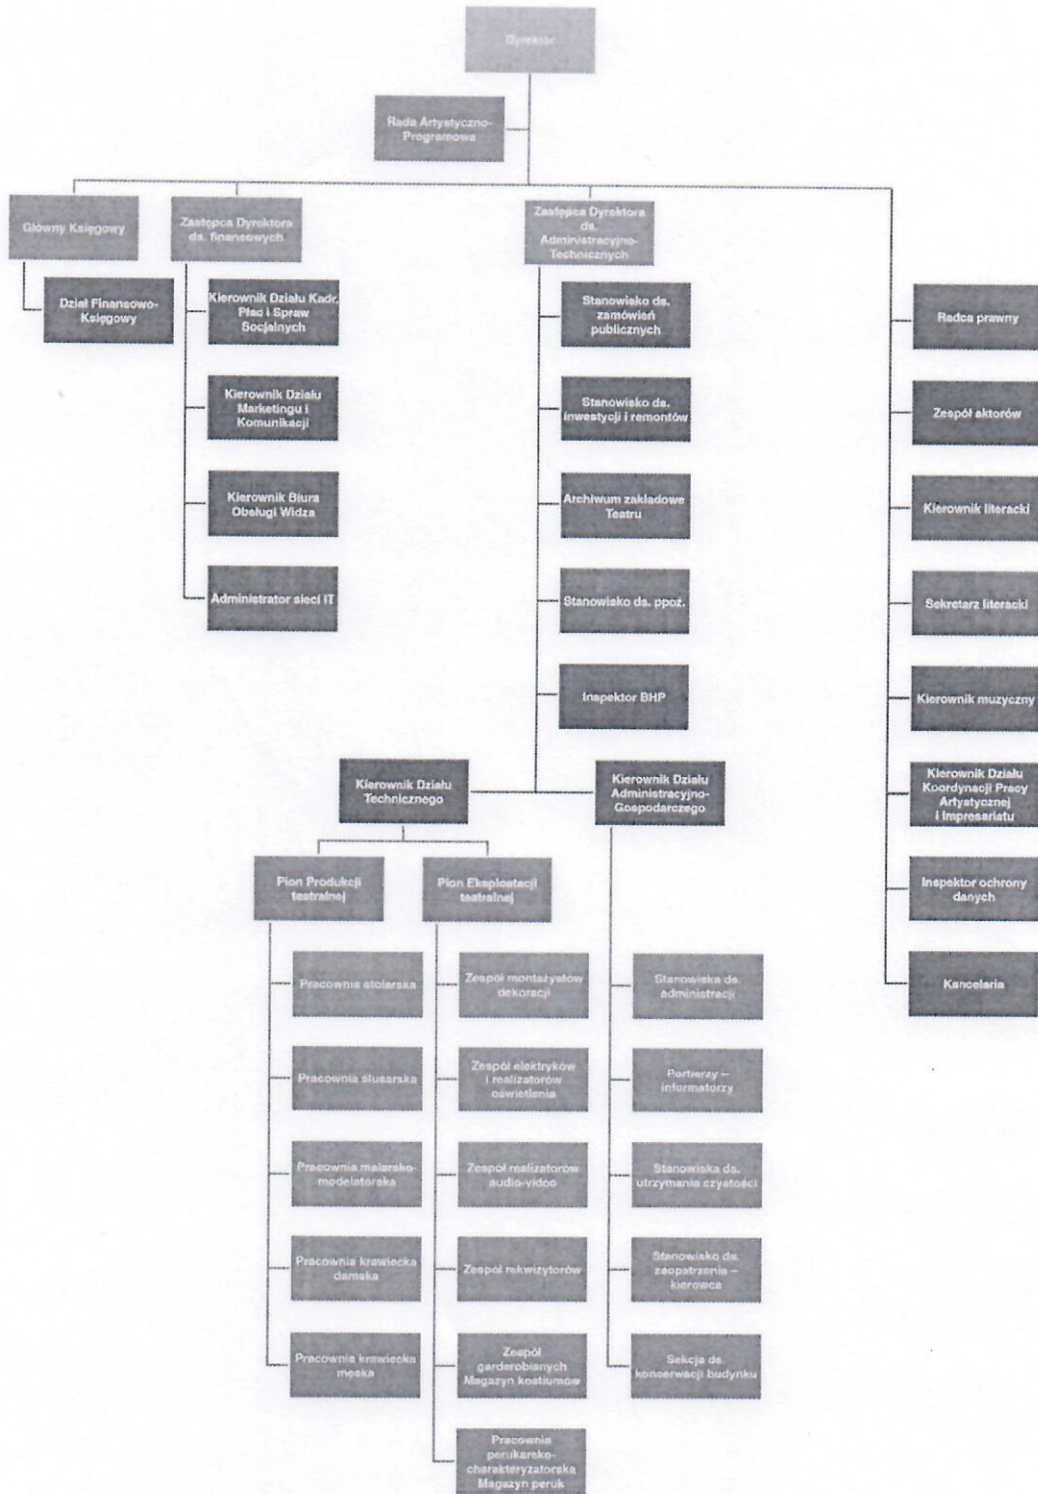 Dyrektor
Rada Artystyczno-
Programowa
Główny Księgowy
Dział Finansowo-
Księgowy
Zastępca Dyrektora
ds. finansowych
Kierownik Działu Kadr,
Płac i Spraw
Socjalnych
Kierownik Działu
Marketingu i
Komunikacji
Kierownik Biura
Obsługi Widza
Administrator sieci IT
Zastępca Dyrektora
ds.
Administracyjno-
Technicznych
Stanowisko ds.
zamówień
publicznych
Stanowisko ds.
inwestycji i remontów
Archiwum zakładowe
Teatru
Stanowisko ds. ppoż.
Inspektor BHP
Kierownik Działu
Technicznego
Pion Produkcji
teatralnej
Pracownia stolarska
Pracownia ślusarska
Pracownia malarsko-
modelatorska
Pracownia krawiecka
damska
Pracownia krawiecka
męska
Pion Eksploatacji
teatralnej
Zespół montażystów
dekoracji
Zespół elektryków
i realizatorów
oświetlenia
Zespół realizatorów
audio-video
Zespół rekwizytorów
Zespół
garderobianych
Magazyn kostiumów
Pracownia
perukarsko-
charakteryzatorska
Magazyn peruk
Kierownik Działu
Administracyjno-
Gospodarczego
Stanowiska ds.
administracji
Portierzy –
informatorzy
Stanowiska ds.
utrzymania czystości
Stanowisko ds.
zaopatrzenia –
kierowca
Sekcja ds.
konserwacji budynku
Radca prawny
Zespół aktorów
Kierownik literacki
Sekretarz literacki
Kierownik muzyczny
Kierownik Działu
Koordynacji Pracy
Artystycznej
i Impresariatu
Inspektor ochrony
danych
Kancelaria